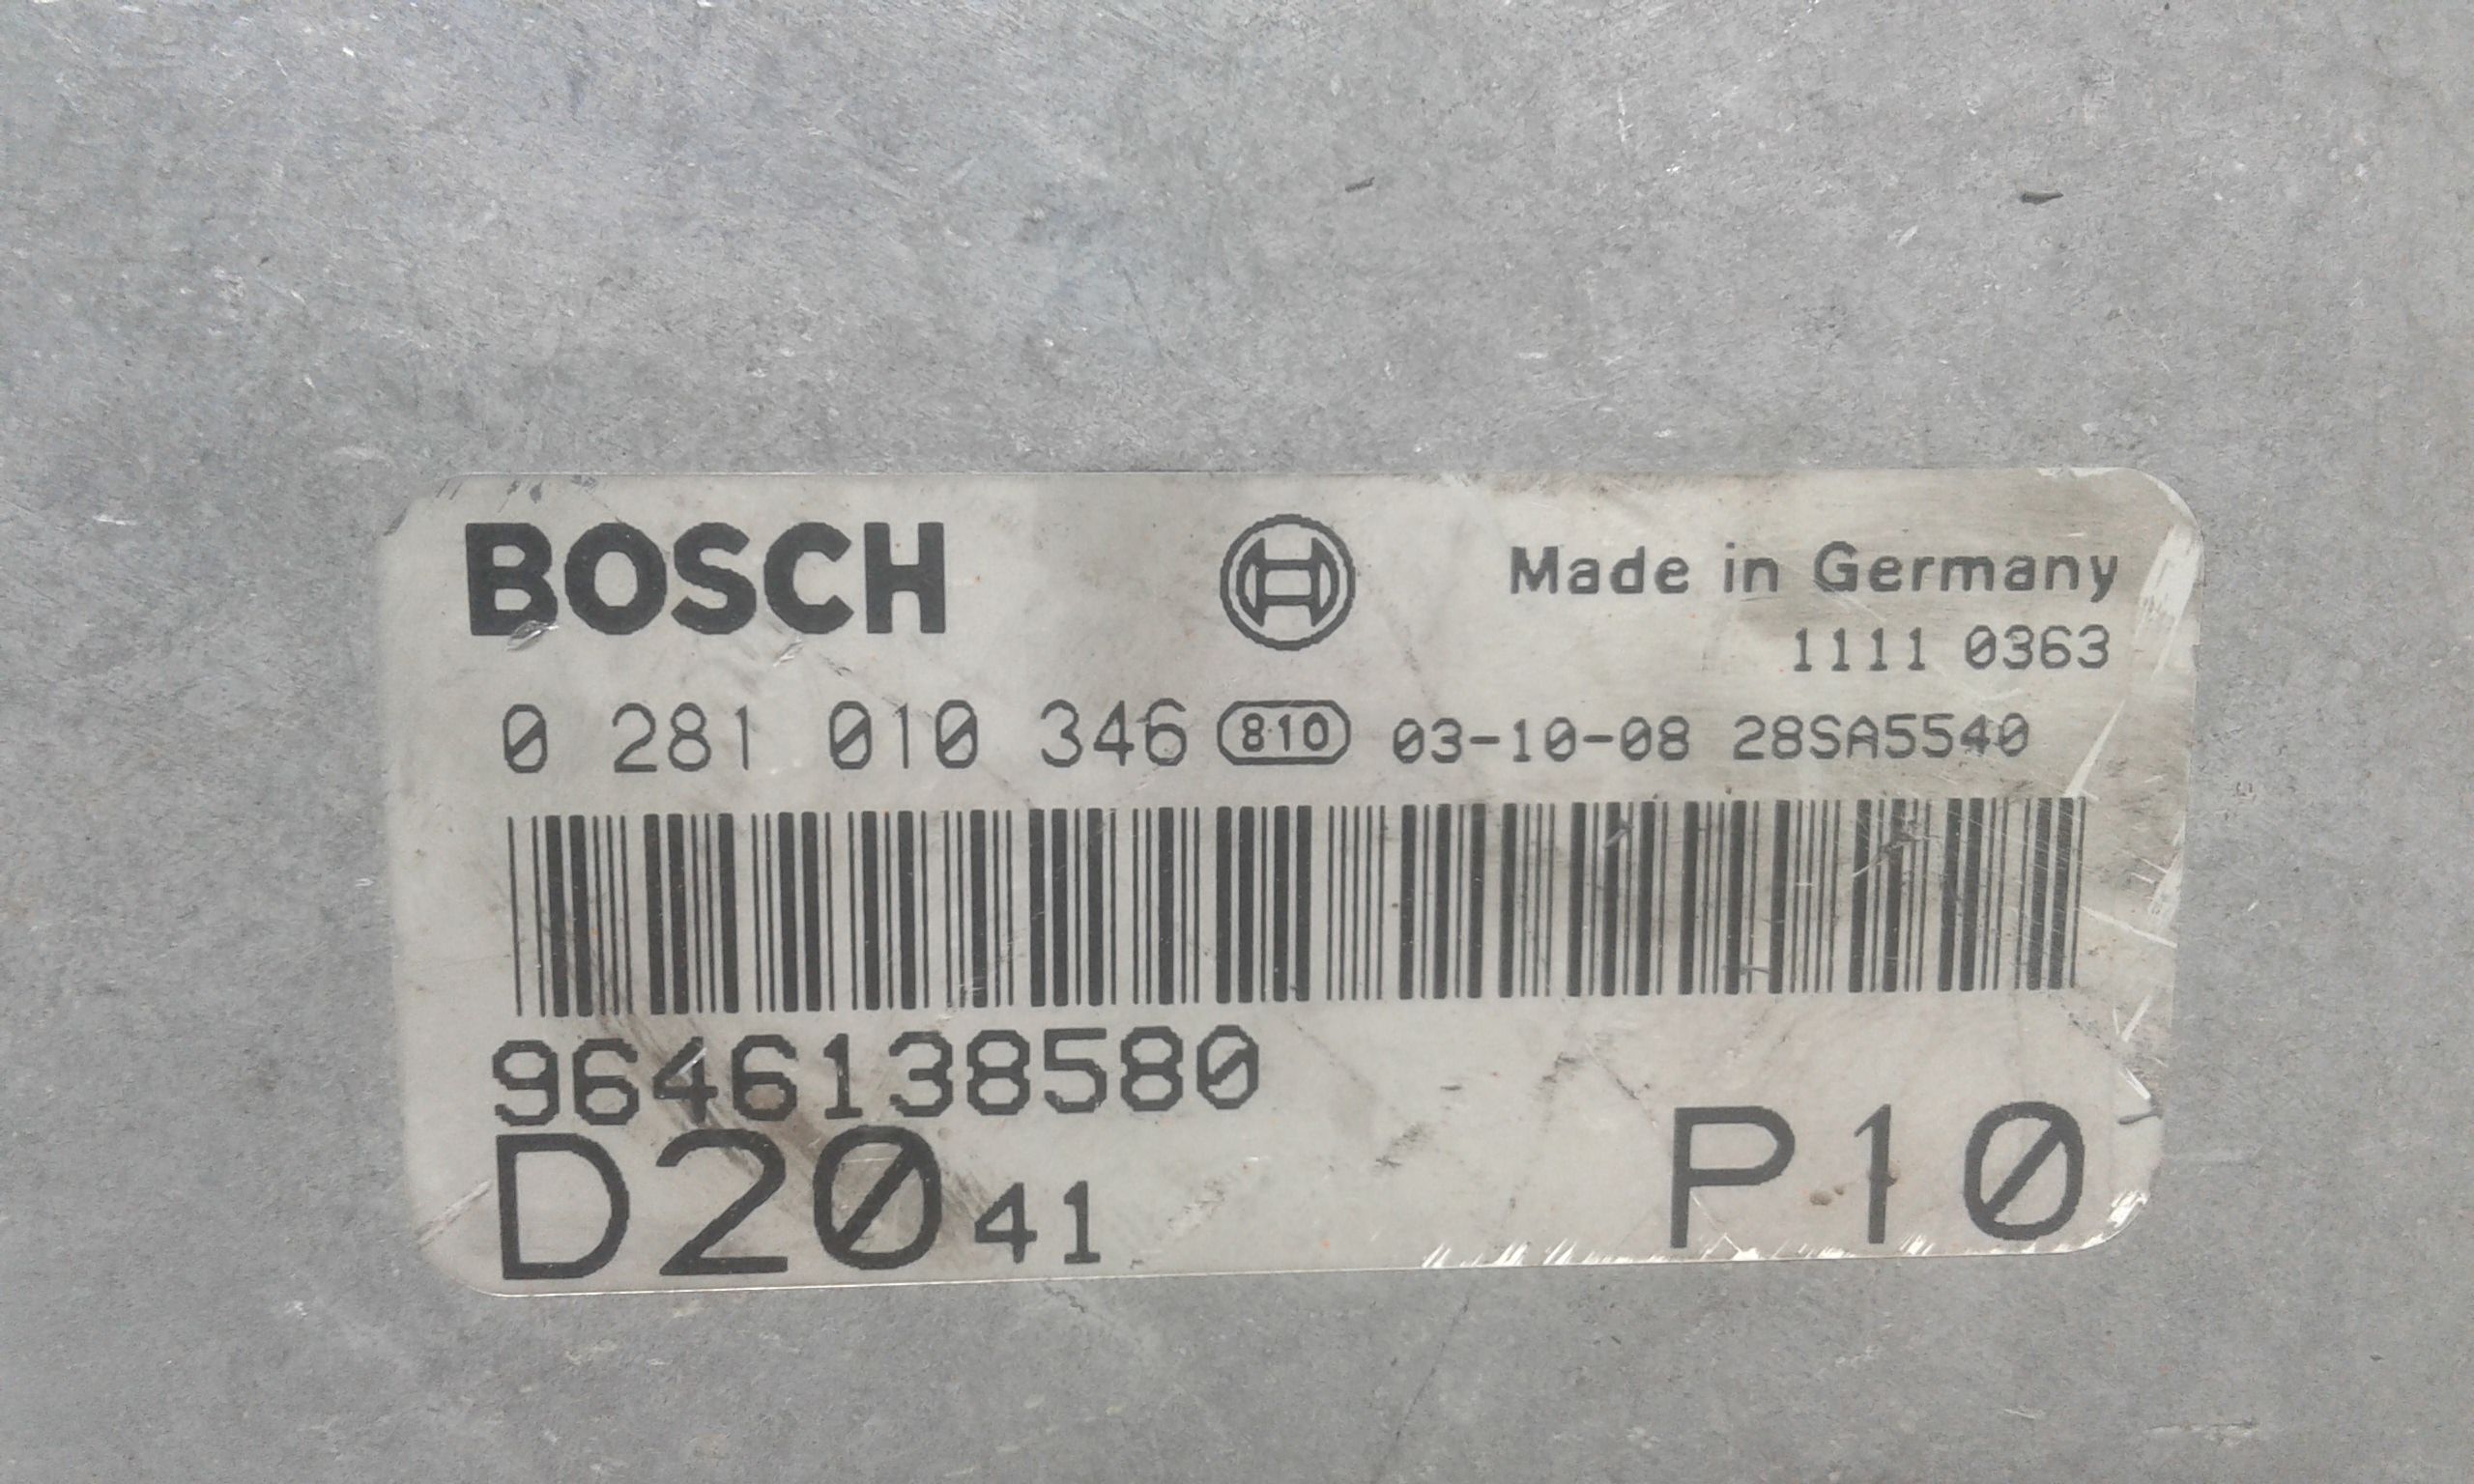 BOSCH Made in Germany
1111 0363
0 281 010 346 810 03-10-08 28SA5540
9646138580
D20 41 P10